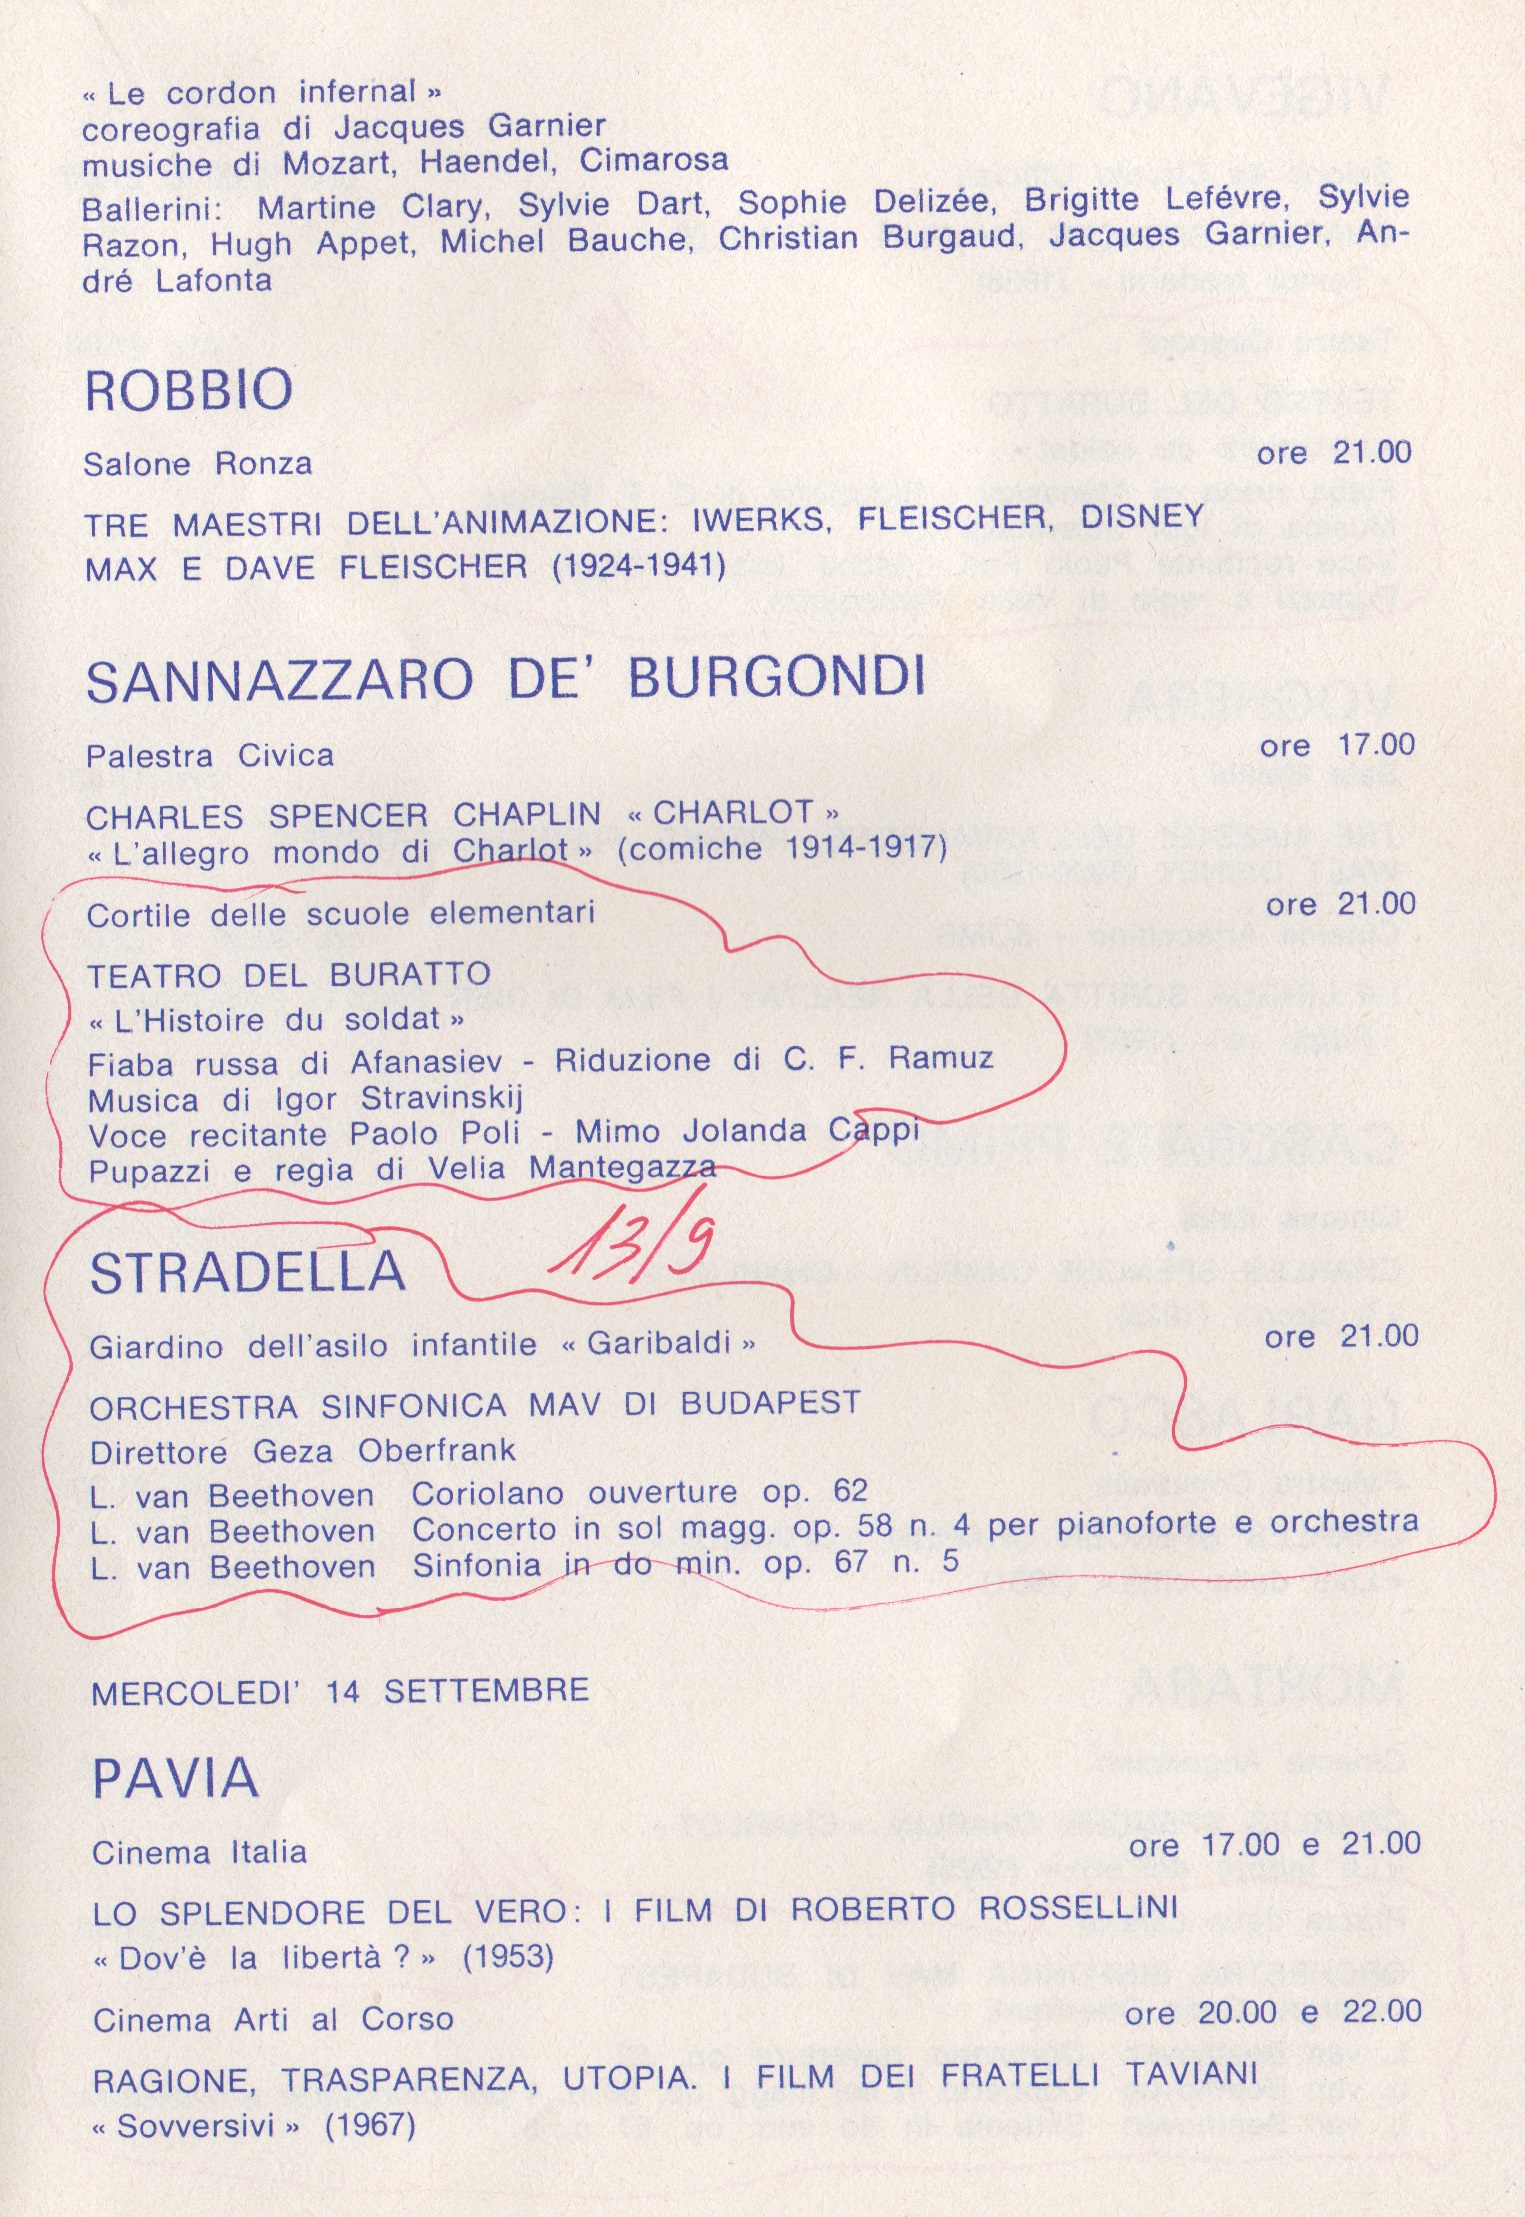 « Le cordon infernal »
coreografia di Jacques Garnier
musiche di Mozart, Haendel, Cimarosa
Ballerini: Martine Clary, Sylvie Dart, Sophie Delizée, Brigitte Lefévre, Sylvie
Razon, Hugh Appet, Michel Bauche, Christian Burgaud, Jacques Garnier, An-
dré Lafonta
ROBBIO
Salone Ronza ore 21.00
TRE MAESTRI DELL'ANIMAZIONE: IWERKS, FLEISCHER, DISNEY
MAX E DAVE FLEISCHER (1924-1941)
SANNAZZARO DE' BURGONDI
Palestra Civica ore 17.00
CHARLES SPENCER CHAPLIN « CHARLOT »
« L'allegro mondo di Charlot » (comiche 1914-1917)
Cortile delle scuole elementari ore 21.00
TEATRO DEL BURATTO
« L'Histoire du soldat »
Fiaba russa di Afanasiev - Riduzione di C. F. Ramuz
Musica di Igor Stravinskij
Voce recitante Paolo Poli - Mimo Jolanda Cappi
Pupazzi e regìa di Velia Mantegazza
13/9
STRADELLA
Giardino dell'asilo infantile « Garibaldi » ore 21.00
ORCHESTRA SINFONICA MAV DI BUDAPEST
Direttore Geza Oberfrank
L. van Beethoven Coriolano ouverture op. 62
L. van Beethoven Concerto in sol magg. op. 58 n. 4 per pianoforte e orchestra
L. van Beethoven Sinfonia in do min. op. 67 n. 5
MERCOLEDI' 14 SETTEMBRE
PAVIA
Cinema Italia ore 17.00 e 21.00
LO SPLENDORE DEL VERO: I FILM DI ROBERTO ROSSELLINI
« Dov'è la libertà ? » (1953)
Cinema Arti al Corso ore 20.00 e 22.00
RAGIONE, TRASPARENZA, UTOPIA. I FILM DEI FRATELLI TAVIANI
« Sovversivi » (1967)